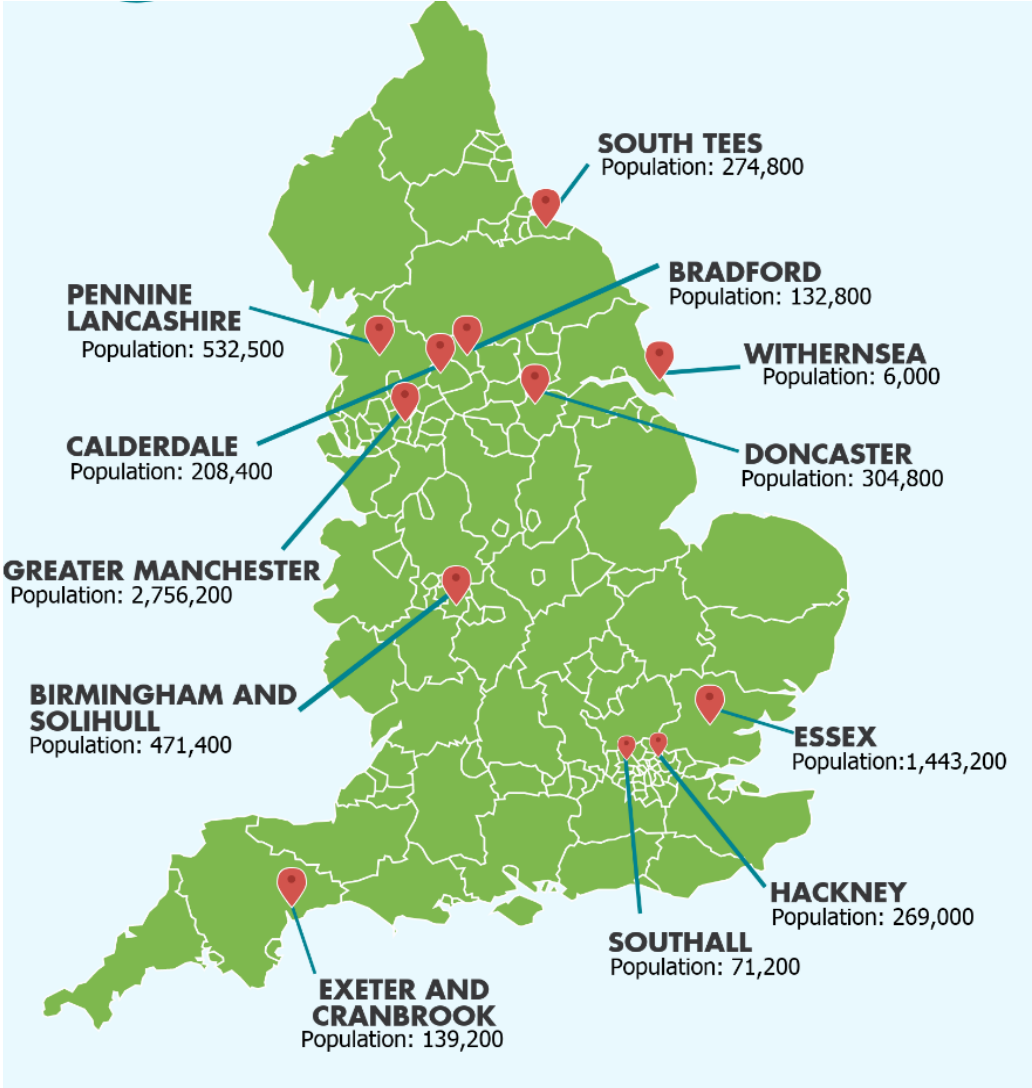 SOUTH TEES
Population: 274,800
BRADFORD
Population: 132,800
PENNINE
LANCASHIRE
Population: 532,500
WITHERNSEA
Population: 6,000
CALDERDALE
Population: 208,400
DONCASTER
Population: 304,800
GREATER MANCHESTER
Population: 2,756,200
BIRMINGHAM AND
SOLIHULL
Population: 471,400
ESSEX
Population:1,443,200
HACKNEY
Population: 269,000
SOUTHALL
Population: 71,200
EXETER AND
CRANBROOK
Population: 139,200